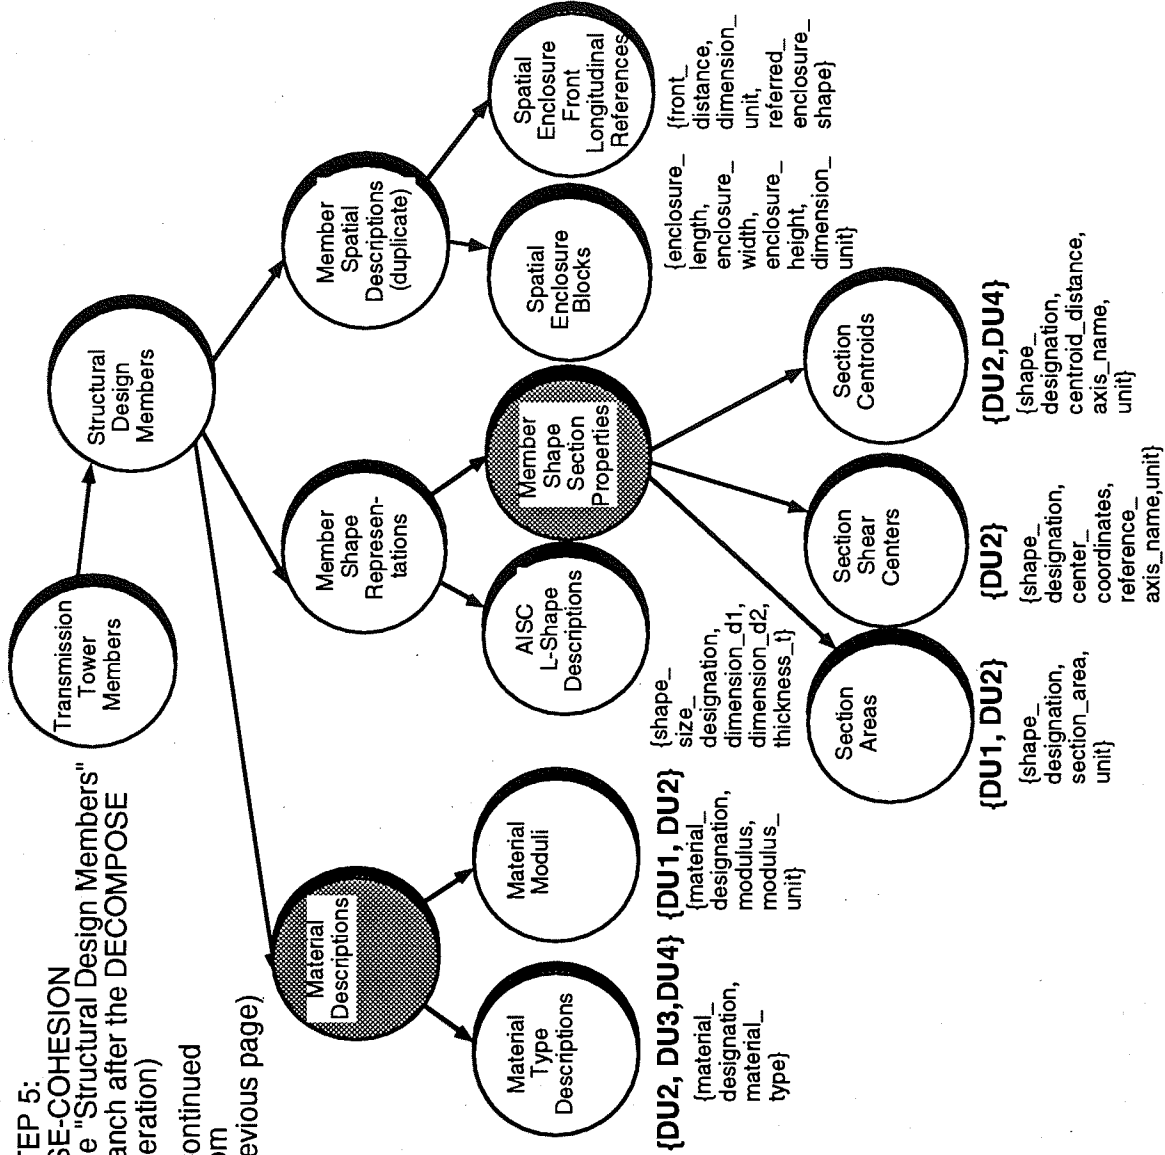 TEP 5:
SE-COHESION
e "Structural Design Members"
anch after the DECOMPOSE
eration)
ontinued
om
evious page)
Transmission
Tower
Members
Structural
Design
Members
Material
Descriptions
Member
Shape
Represen-
tations
Member
Spatial
Descriptions
(duplicate)
Material
Type
Descriptions
{DU2, DU3,DU4}
{material_
designation,
material_
type}
Material
Moduli
{DU1, DU2}
{material_
designation,
modulus,
modulus_
unit}
AISC
L-Shape
Descriptions
{shape_
size_
designation,
dimension_d1,
dimension_d2,
thickness_t}
Member
Shape
Section
Properties
Spatial
Enclosure
Blocks
{enclosure_
length,
enclosure_
width,
enclosure_
height,
dimension_
unit}
Spatial
Enclosure
Front
Longitudinal
References
{front_
distance,
dimension_
unit,
referred_
enclosure_
shape}
Section
Areas
{DU1, DU2}
{shape_
designation,
section_area,
unit}
Section
Shear
Centers
{DU2}
{shape_
designation,
center_
coordinates,
reference_
axis_name,unit}
Section
Centroids
{DU2,DU4}
{shape_
designation,
centroid_distance,
axis_name,
unit}